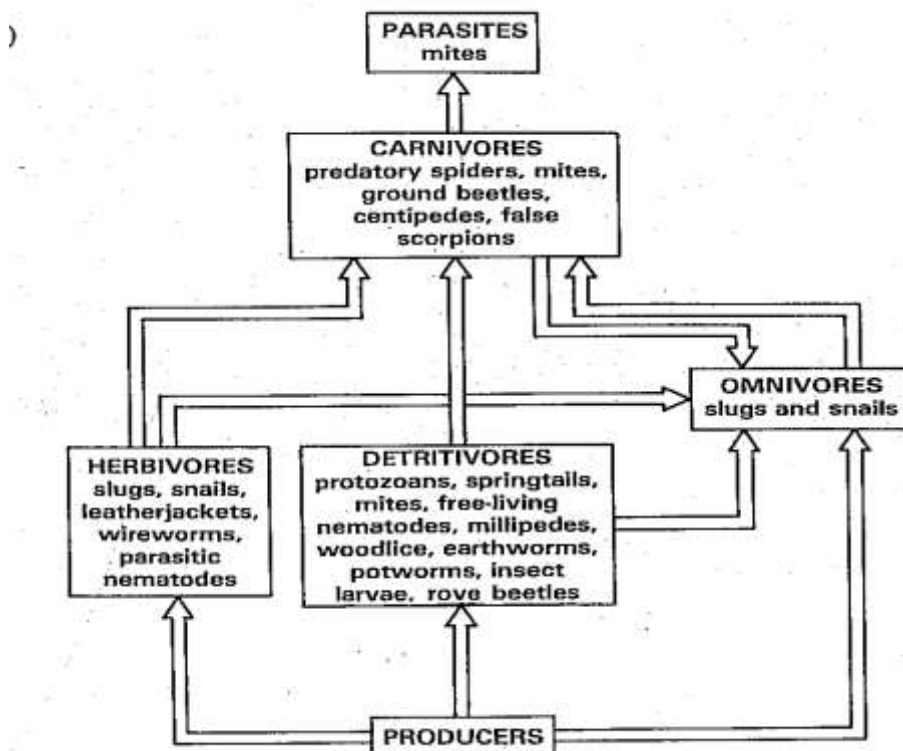 )
PARASITES
mites
CARNIVORES
predatory spiders, mites,
ground beetles,
centipedes, false
scorpions
OMNIVORES
slugs and snails
HERBIVORES
slugs, snails,
leatherjackets,
wireworms,
parasitic
nematodes
DETRITIVORES
protozoans, springtails,
mites, free-living
nematodes, millipedes,
woodlice, earthworms,
potworms, insect
larvae, rove beetles
PRODUCERS